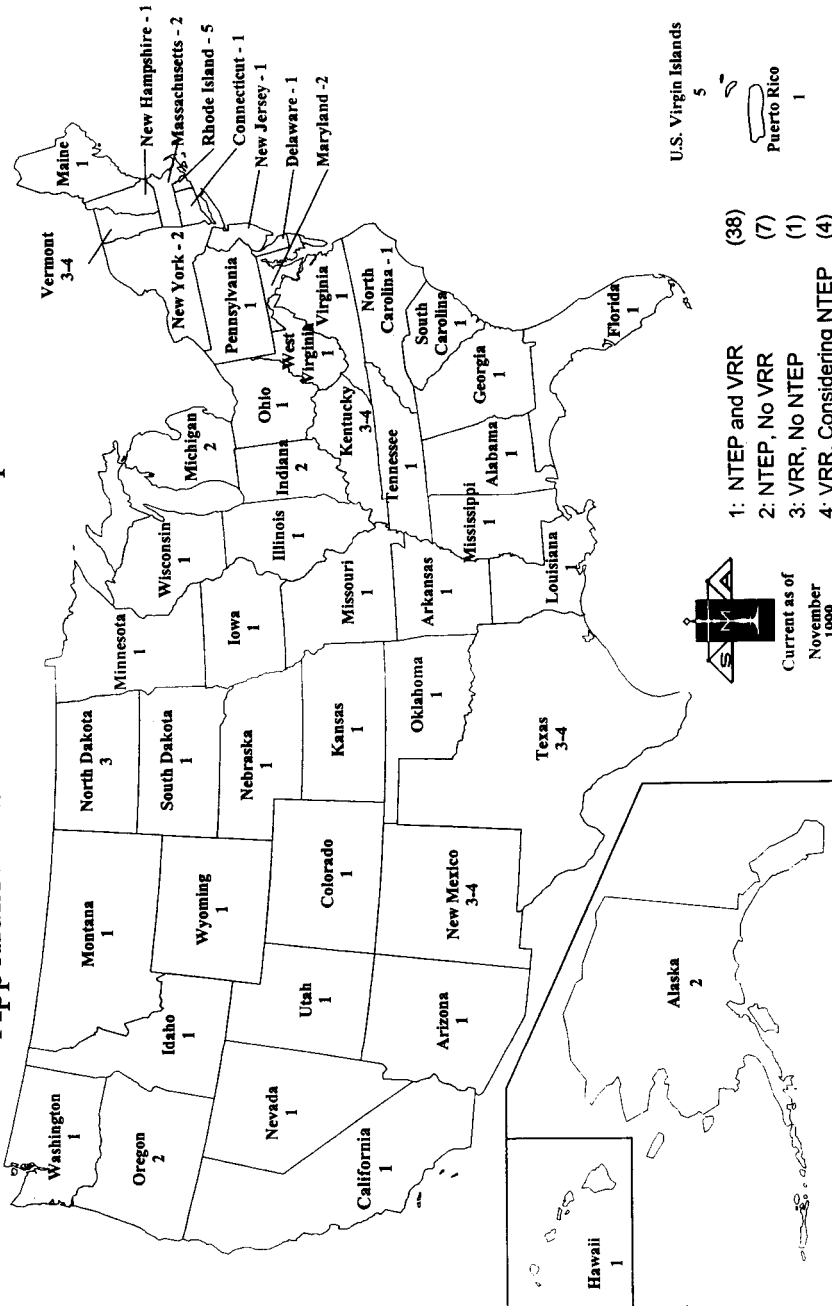 Vermont
3-4
Maine
1
New Hampshire - 1
Massachusetts - 2
Rhode Island - 5
Connecticut - 1
New Jersey - 1
Delaware - 1
Maryland -2
Washington
1
Oregon
2
California
1
Nevada
1
Idaho
1
Montana
1
Wyoming
1
Utah
1
Arizona
1
Colorado
1
New Mexico
3-4
North Dakota
3
South Dakota
1
Nebraska
1
Kansas
1
Oklahoma
1
Texas
3-4
Minnesota
1
Iowa
1
Missouri
1
Arkansas
1
Louisiana
1
Wisconsin
1
Illinois
1
Michigan
2
Indiana
2
Ohio
1
Kentucky
3-4
Tennessee
1
Mississippi
1
Alabama
1
Georgia
1
Florida
1
South
Carolina
1
North
Carolina - 1
Virginia
1
West
Virginia
1
Pennsylvania
1
New York - 2
Alaska
2
Hawaii
1
U.S. Virgin Islands
5
Puerto Rico
1
S M A
Current as of
November
1999
1: NTEP and VRR (38)
2: NTEP, No VRR (7)
3: VRR, No NTEP (1)
4: VRR, Considering NTEP (4)